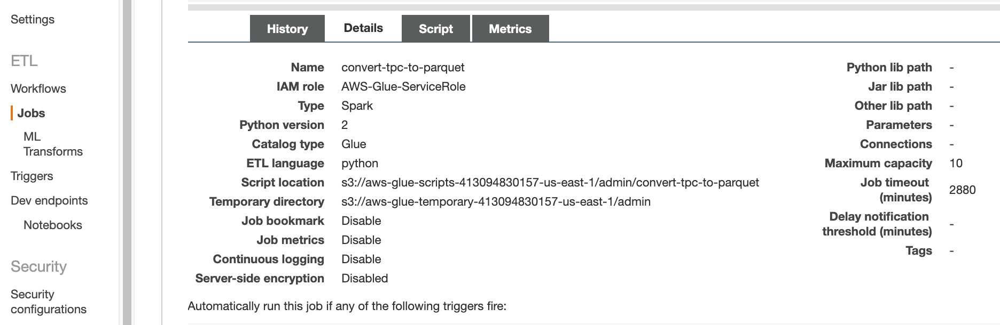 Settings
ETL
Workflows
Jobs
ML
Transforms
Triggers
Dev endpoints
Notebooks
Security
Security
configurations
History Details Script Metrics
Name convert-tpc-to-parquet
IAM role AWS-Glue-ServiceRole
Type Spark
Python version 2
Catalog type Glue
ETL language python
Script location s3://aws-glue-scripts-413094830157-us-east-1/admin/convert-tpc-to-parquet
Temporary directory s3://aws-glue-temporary-413094830157-us-east-1/admin
Job bookmark Disable
Job metrics Disable
Continuous logging Disable
Server-side encryption Disabled
Python lib path -
Jar lib path -
Other lib path -
Parameters -
Connections -
Maximum capacity 10
Job timeout
(minutes) 2880
Delay notification
threshold (minutes) -
Tags -
Automatically run this job if any of the following triggers fire: